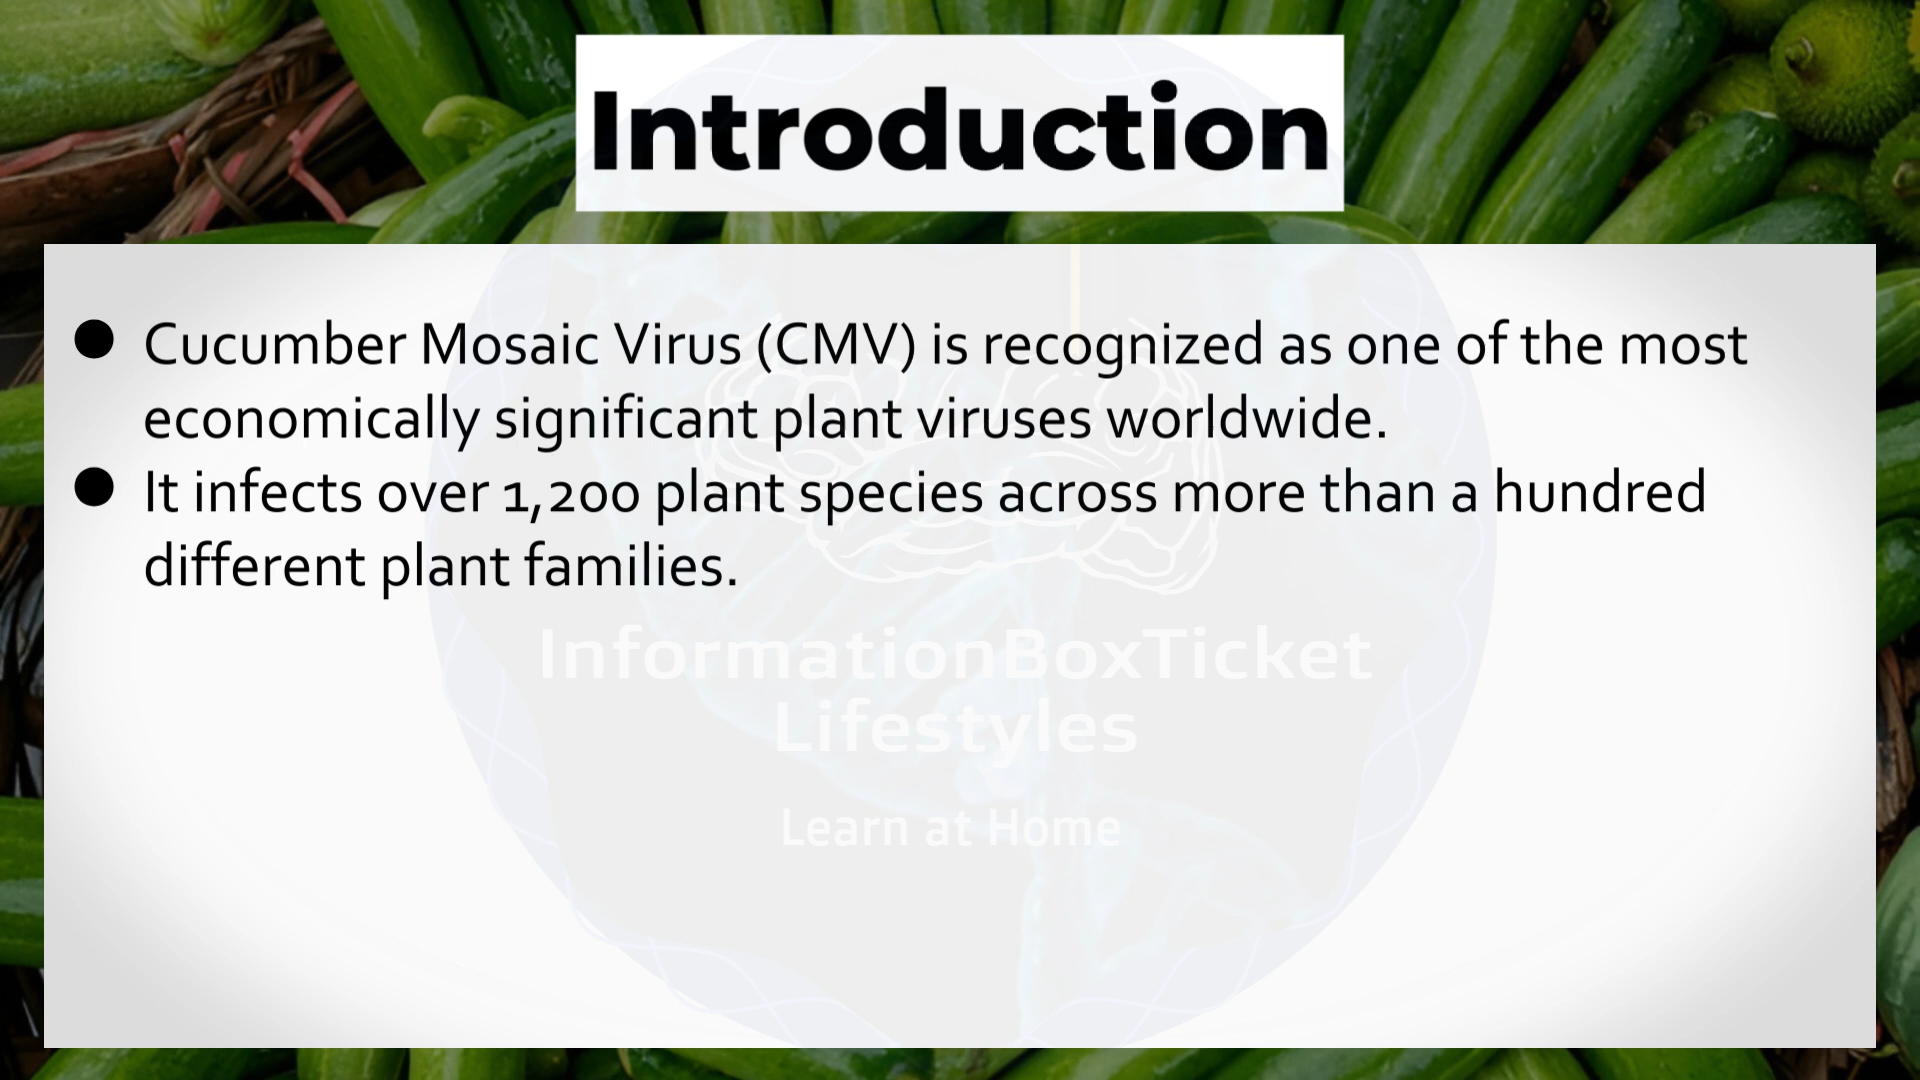 Introduction
● Cucumber Mosaic Virus (CMV) is recognized as one of the most
economically significant plant viruses worldwide.
● It infects over 1,200 plant species across more than a hundred
different plant families.
InformationBoxTicket
Lifestyles
Learn at Home